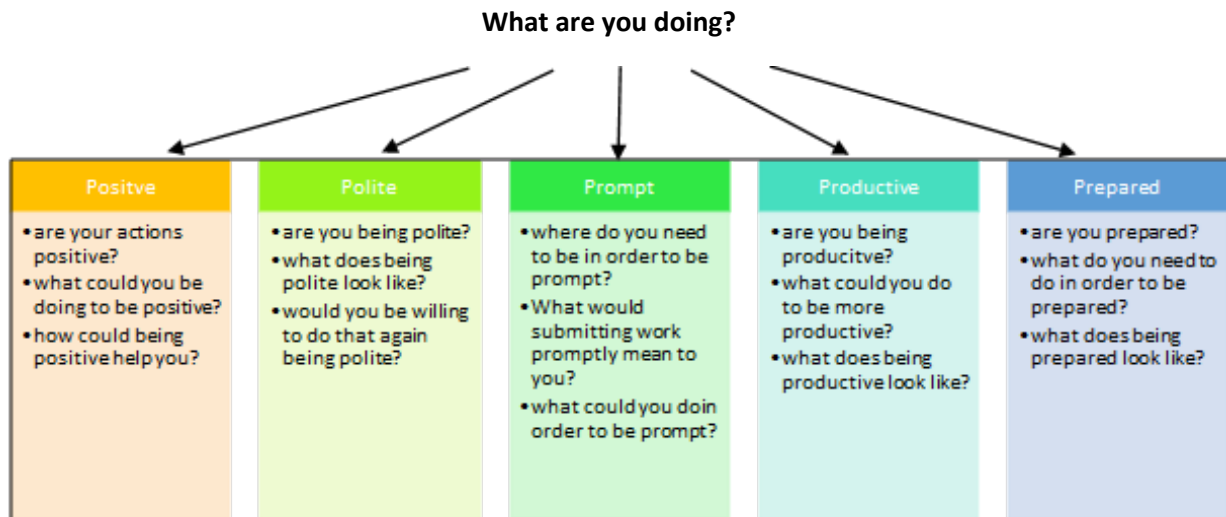 What are you doing?
Positve
• are your actions
positive?
• what could you be
doing to be positive?
• how could being
positive help you?
Polite
• are you being polite?
• what does being
polite look like?
• would you be willing
to do that again
being polite?
Prompt
• where do you need
to be in order to be
prompt?
• What would
submitting work
promptly mean to
you?
• what could you doin
order to be prompt?
Productive
• are you being
producitve?
• what could you do
to be more
productive?
• what does being
productive look like?
Prepared
• are you prepared?
• what do you need to
do in order to be
prepared?
• what does being
prepared look like?